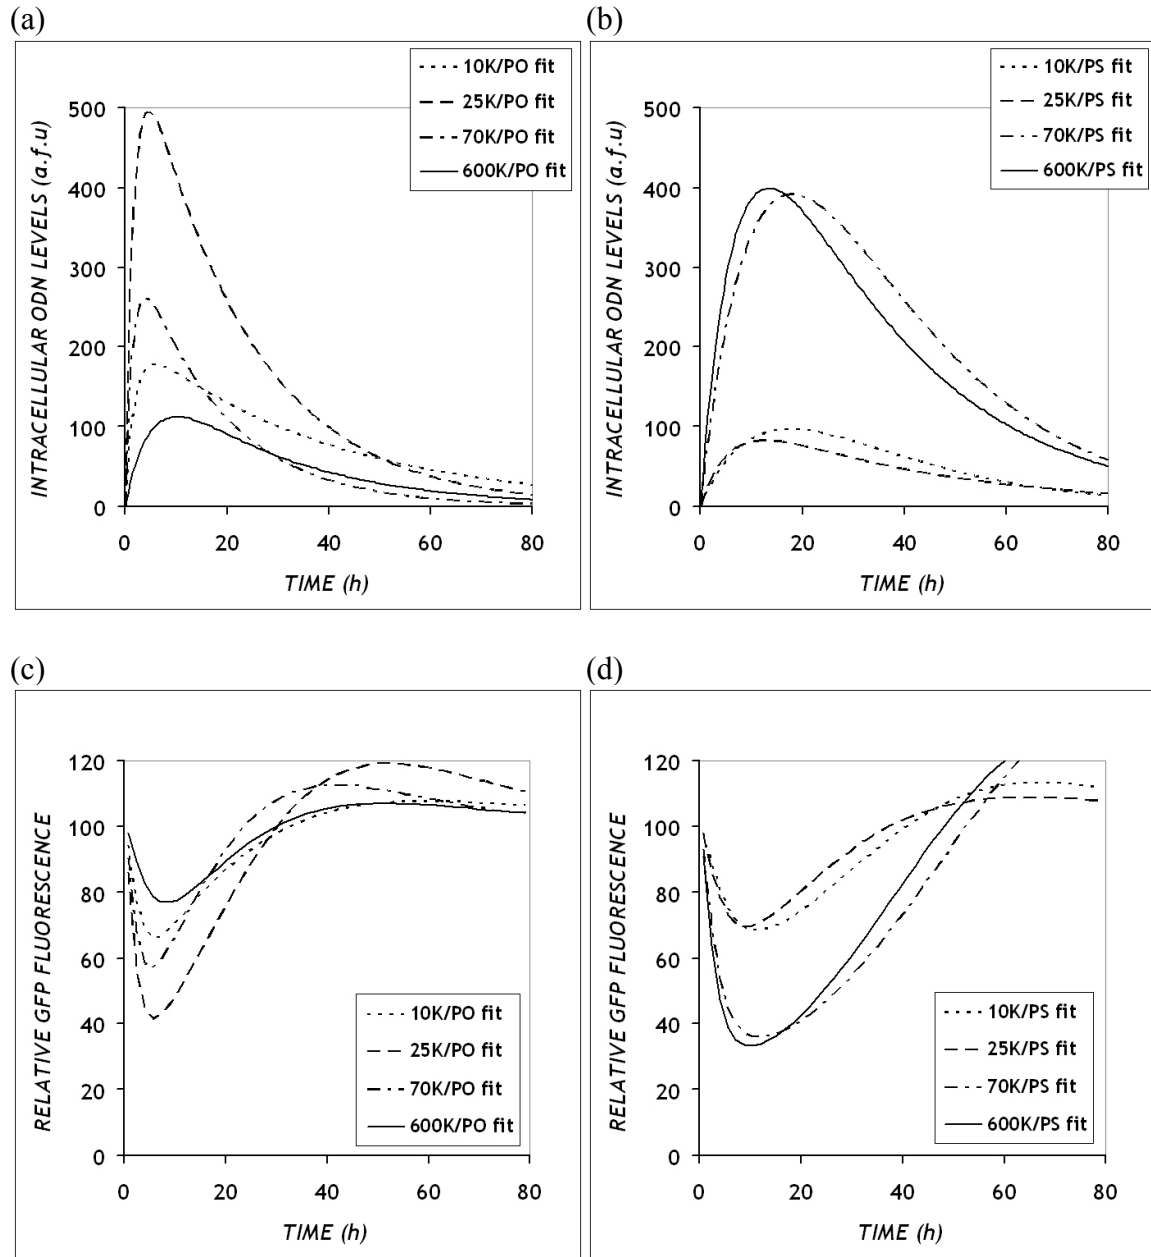 (a)
10K/PO fit
25K/PO fit
70K/PO fit
600K/PO fit
INTRACELLULAR ODN LEVELS (a.f.u)
500
400
300
200
100
0
0 20 40 60 80
TIME (h)
(b)
10K/PS fit
25K/PS fit
70K/PS fit
600K/PS fit
INTRACELLULAR ODN LEVELS (a.f.u)
500
400
300
200
100
0
0 20 40 60 80
TIME (h)
(c)
RELATIVE GFP FLUORESCENCE
120
100
80
60
40
20
0
10K/PO fit
25K/PO fit
70K/PO fit
600K/PO fit
0 20 40 60 80
TIME (h)
(d)
RELATIVE GFP FLUORESCENCE
120
100
80
60
40
20
0
10K/PS fit
25K/PS fit
70K/PS fit
600K/PS fit
0 20 40 60 80
TIME (h)